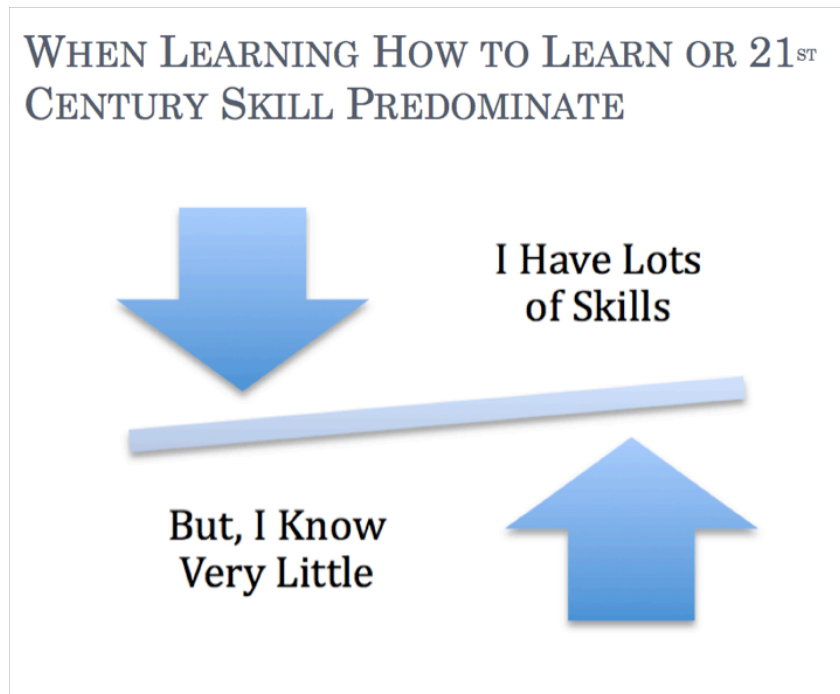 WHEN LEARNING HOW TO LEARN OR 21ST
CENTURY SKILL PREDOMINATE
I Have Lots
of Skills
But, I Know
Very Little